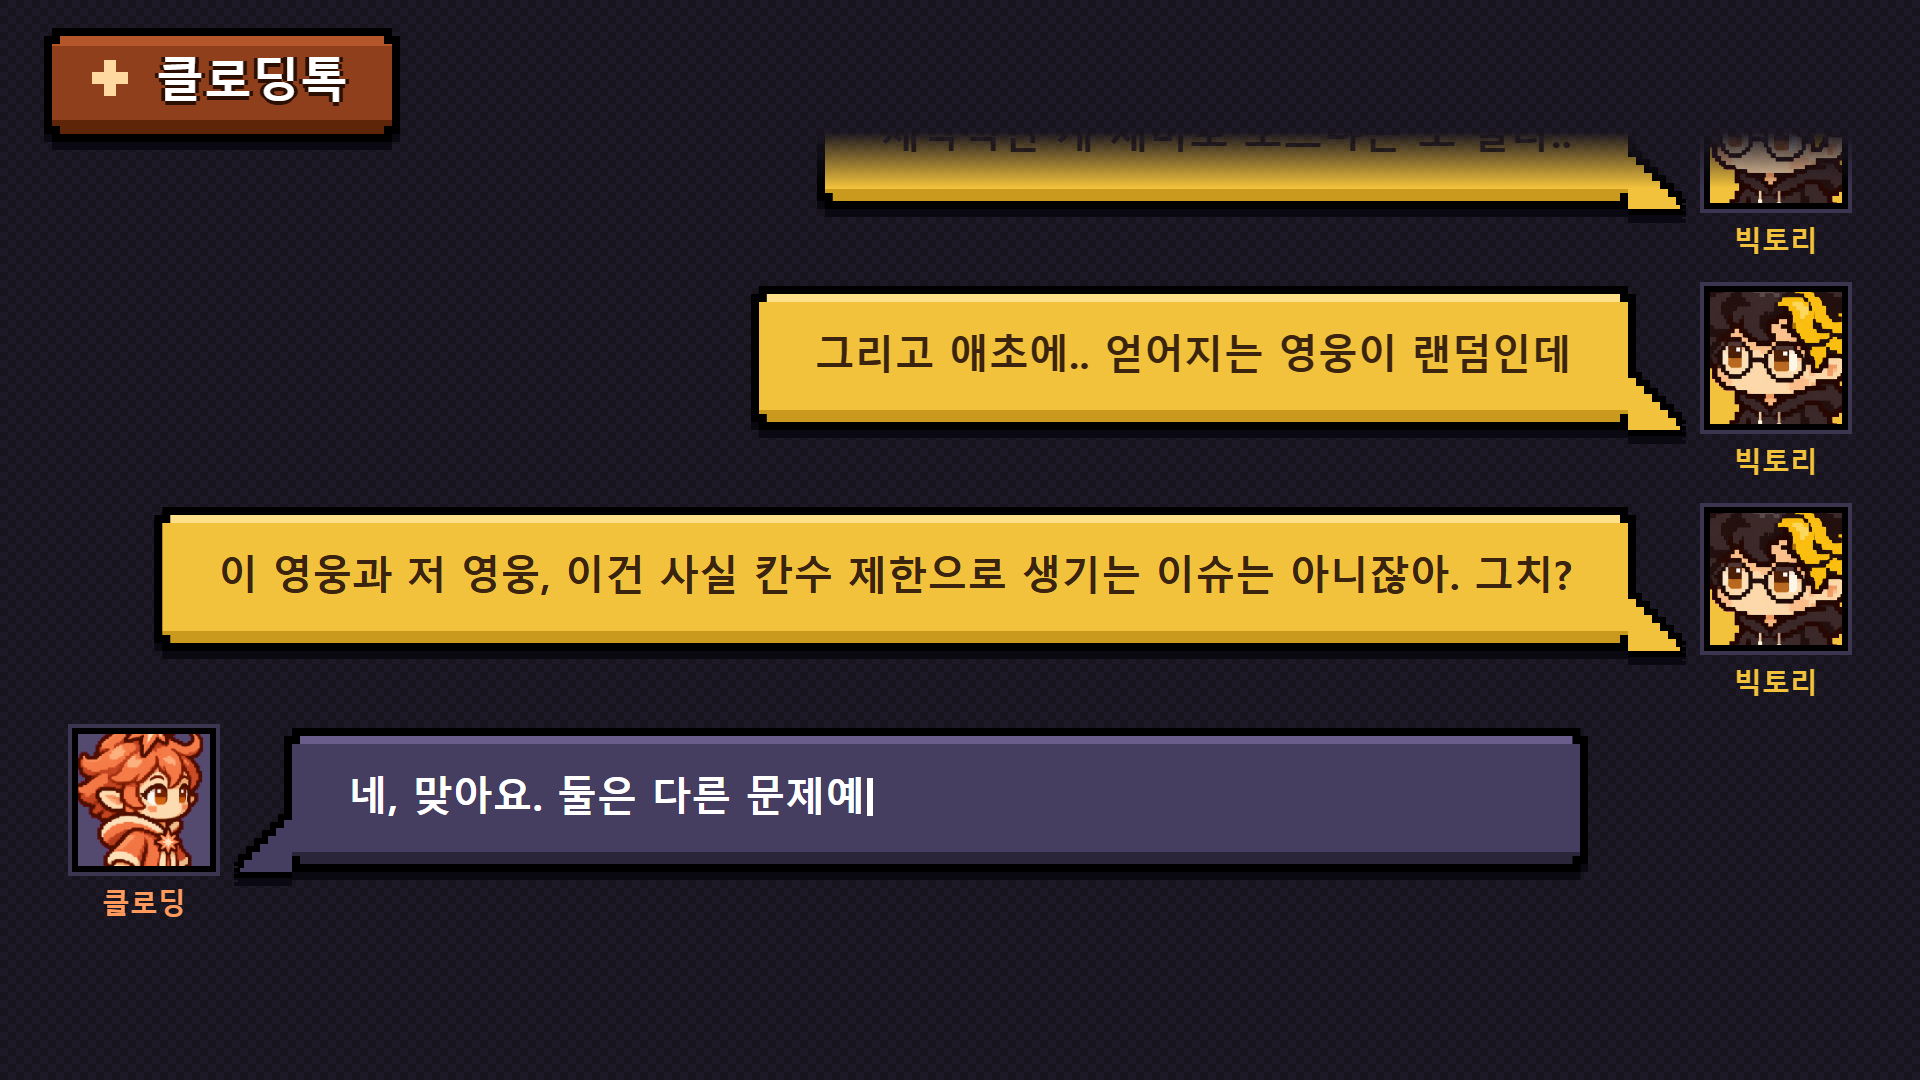 클로딩톡
빅토리
그리고 애초에.. 얻어지는 영웅이 랜덤인데
빅토리
이 영웅과 저 영웅, 이건 사실 칸수 제한으로 생기는 이슈는 아니잖아. 그치?
빅토리
네, 맞아요. 둘은 다른 문제예
클로딩